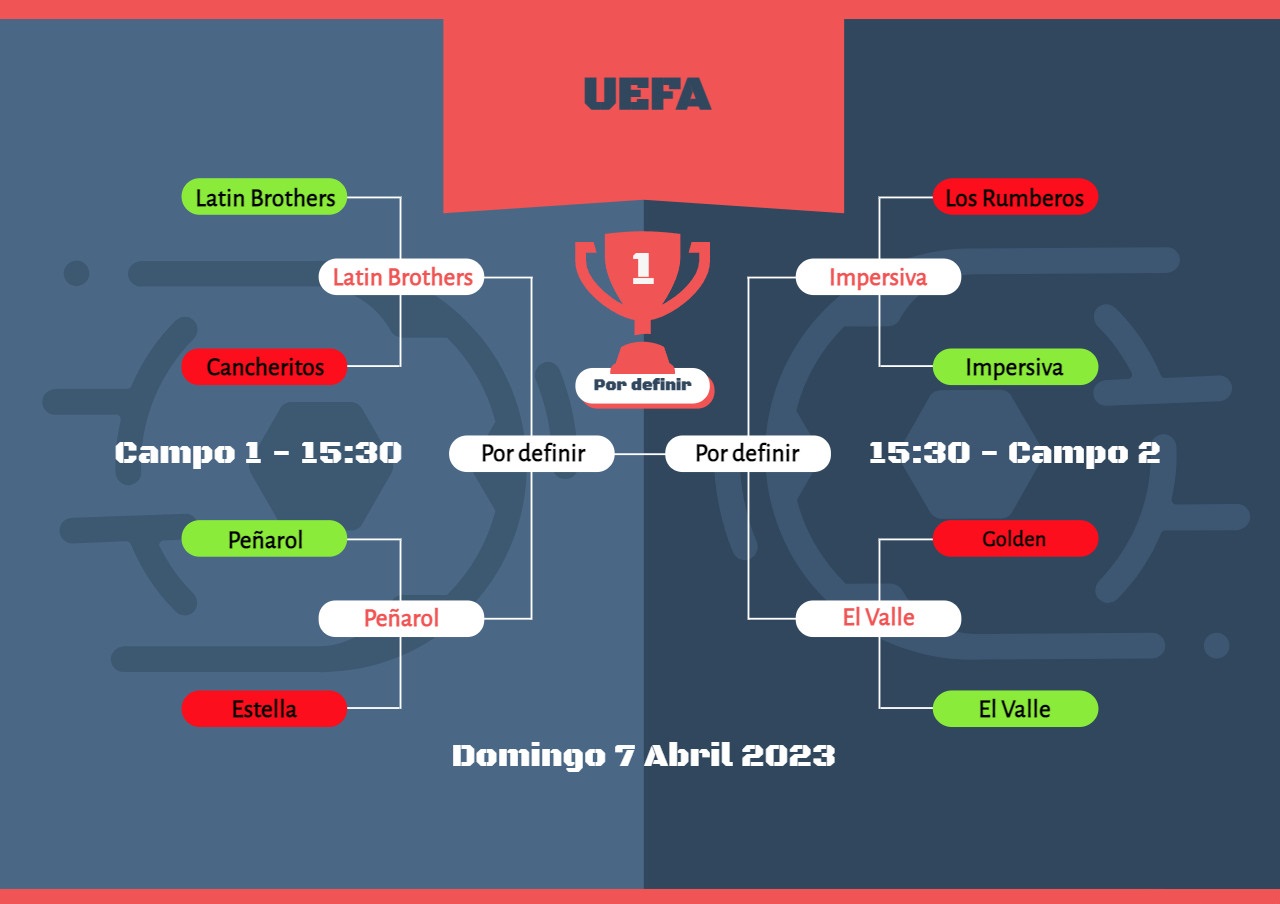 UEFA
Latin Brothers
Los Rumberos
1
Latin Brothers
Impersiva
Cancheritos
Impersiva
Por definir
Campo 1 - 15:30
Por definir
Por definir
15:30 - Campo 2
Peñarol
Golden
Peñarol
El Valle
Estella
El Valle
Domingo 7 Abril 2023